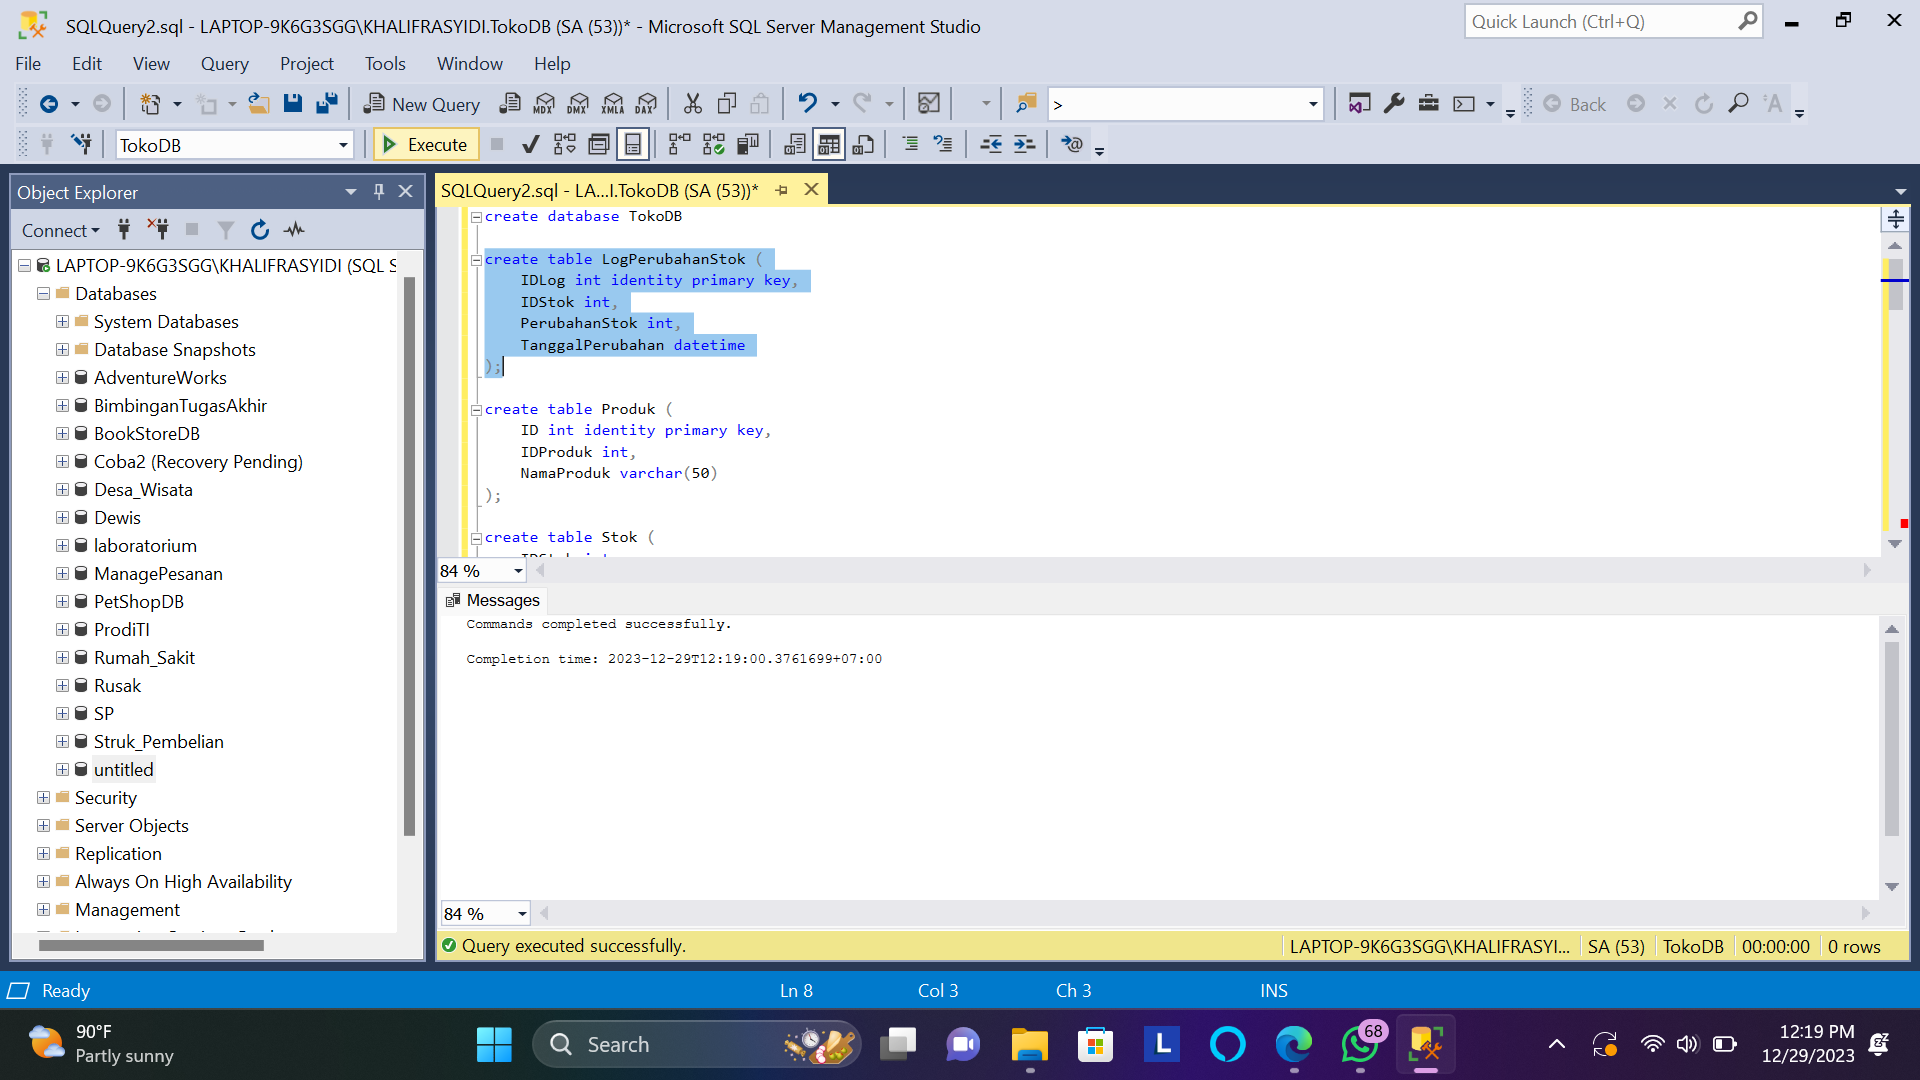 SQLQuery2.sql - LAPTOP-9K6G3SGG\KHALIFRASYIDI.TokoDB (SA (53))* - Microsoft SQL Server Management Studio
Quick Launch (Ctrl+Q)
File Edit View Query Project Tools Window Help
New Query MDX DMX XMLA DAX > Back
TokoDB Execute
Object Explorer
Connect
LAPTOP-9K6G3SGG\KHALIFRASYIDI (SQL S
Databases
System Databases
Database Snapshots
AdventureWorks
BimbinganTugasAkhir
BookStoreDB
Coba2 (Recovery Pending)
Desa_Wisata
Dewis
laboratorium
ManagePesanan
PetShopDB
ProdiTI
Rumah_Sakit
Rusak
SP
Struk_Pembelian
untitled
Security
Server Objects
Replication
Always On High Availability
Management
SQLQuery2.sql - LA...I.TokoDB (SA (53))*
create database TokoDB
create table LogPerubahanStok (
IDLog int identity primary key,
IDStok int,
PerubahanStok int,
TanggalPerubahan datetime
);
create table Produk (
ID int identity primary key,
IDProduk int,
NamaProduk varchar(50)
);
create table Stok (
84 %
Messages
Commands completed successfully.
Completion time: 2023-12-29T12:19:00.3761699+07:00
84 %
Query executed successfully.
LAPTOP-9K6G3SGG\KHALIFRASYI... SA (53) TokoDB 00:00:00 0 rows
Ready Ln 8 Col 3 Ch 3 INS
90°F
Partly sunny
Search
L
68
12:19 PM
12/29/2023